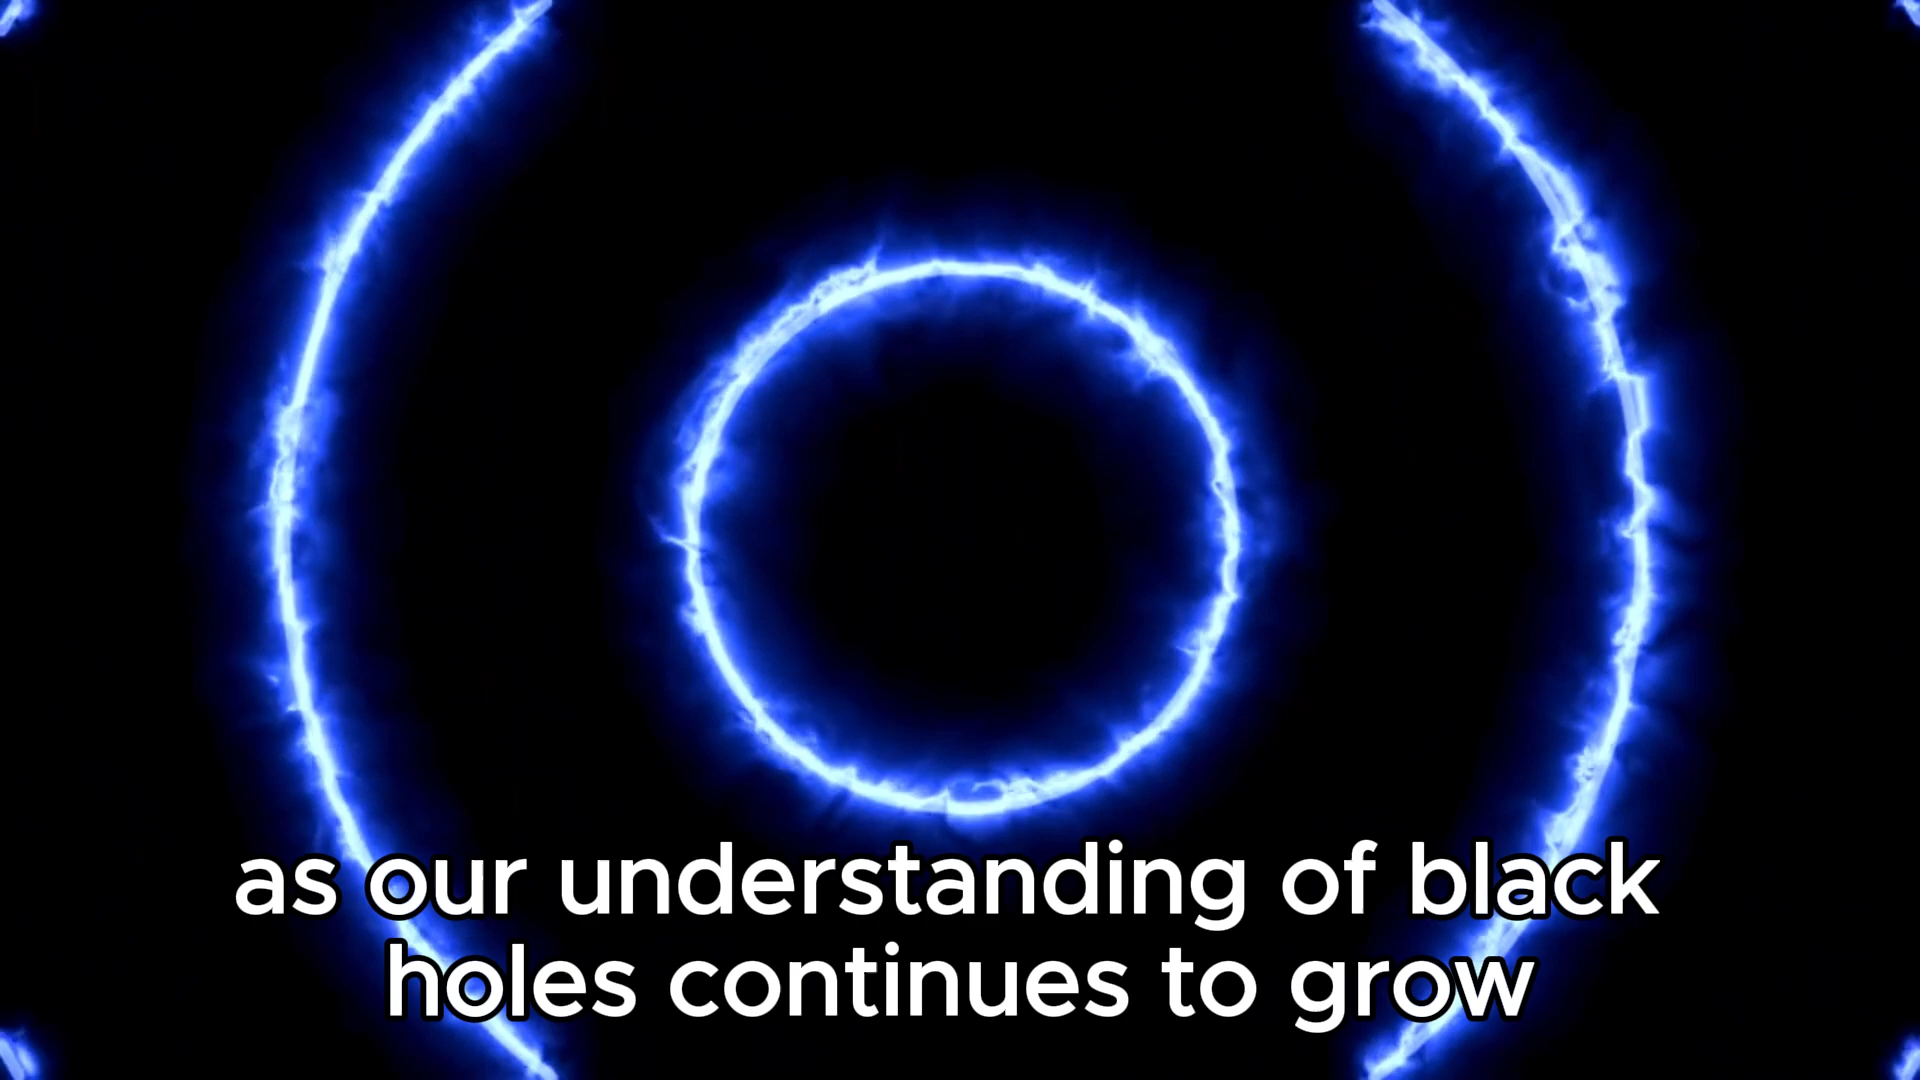 as our understanding of black
holes continues to grow